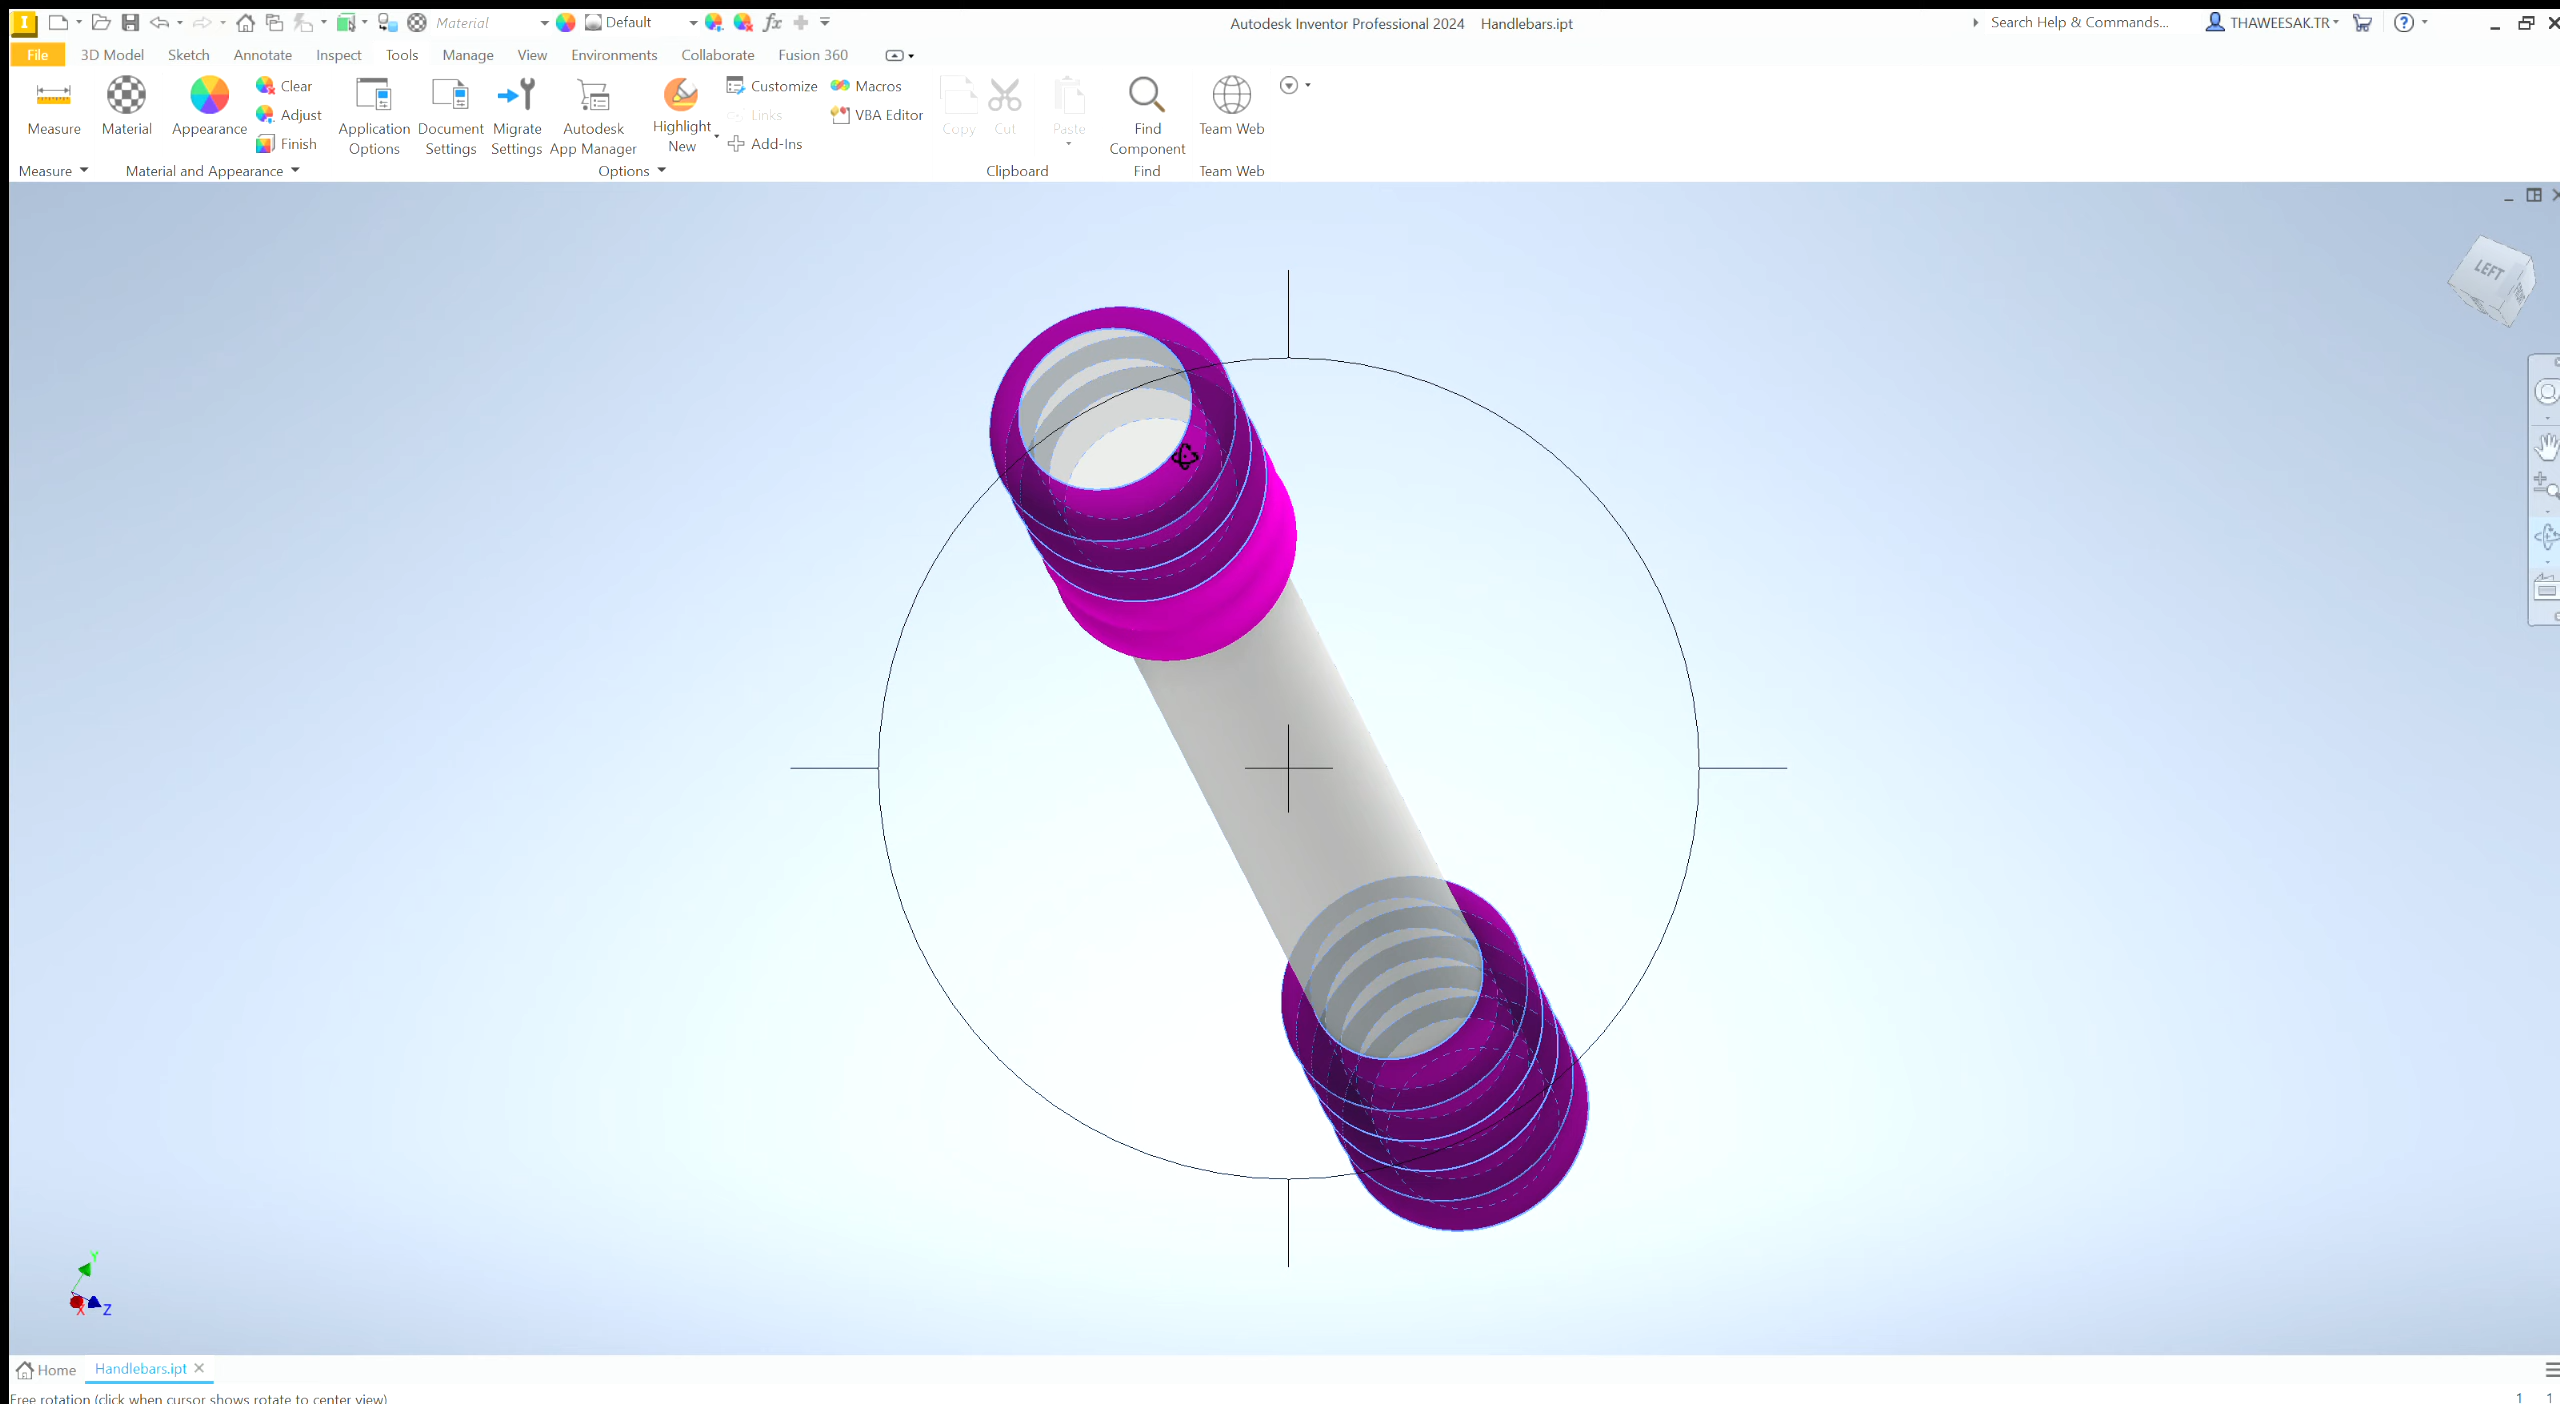 I Material Default fx Autodesk Inventor Professional 2024 Handlebars.ipt Search Help & Commands... THAWEESAK.TR ?
File 3D Model Sketch Annotate Inspect Tools Manage View Environments Collaborate Fusion 360
Measure Material Appearance
Clear
Adjust
Finish
Application Options
Document Settings
Migrate Settings
Autodesk App Manager
Highlight New
Customize
Links
Add-Ins
Macros
VBA Editor
Copy Cut Paste
Find Component
Team Web
Measure Material and Appearance Options Clipboard Find Team Web
LEFT
Y
X Z
Home Handlebars.ipt
Free rotation (click when cursor shows rotate to center view) 1 1